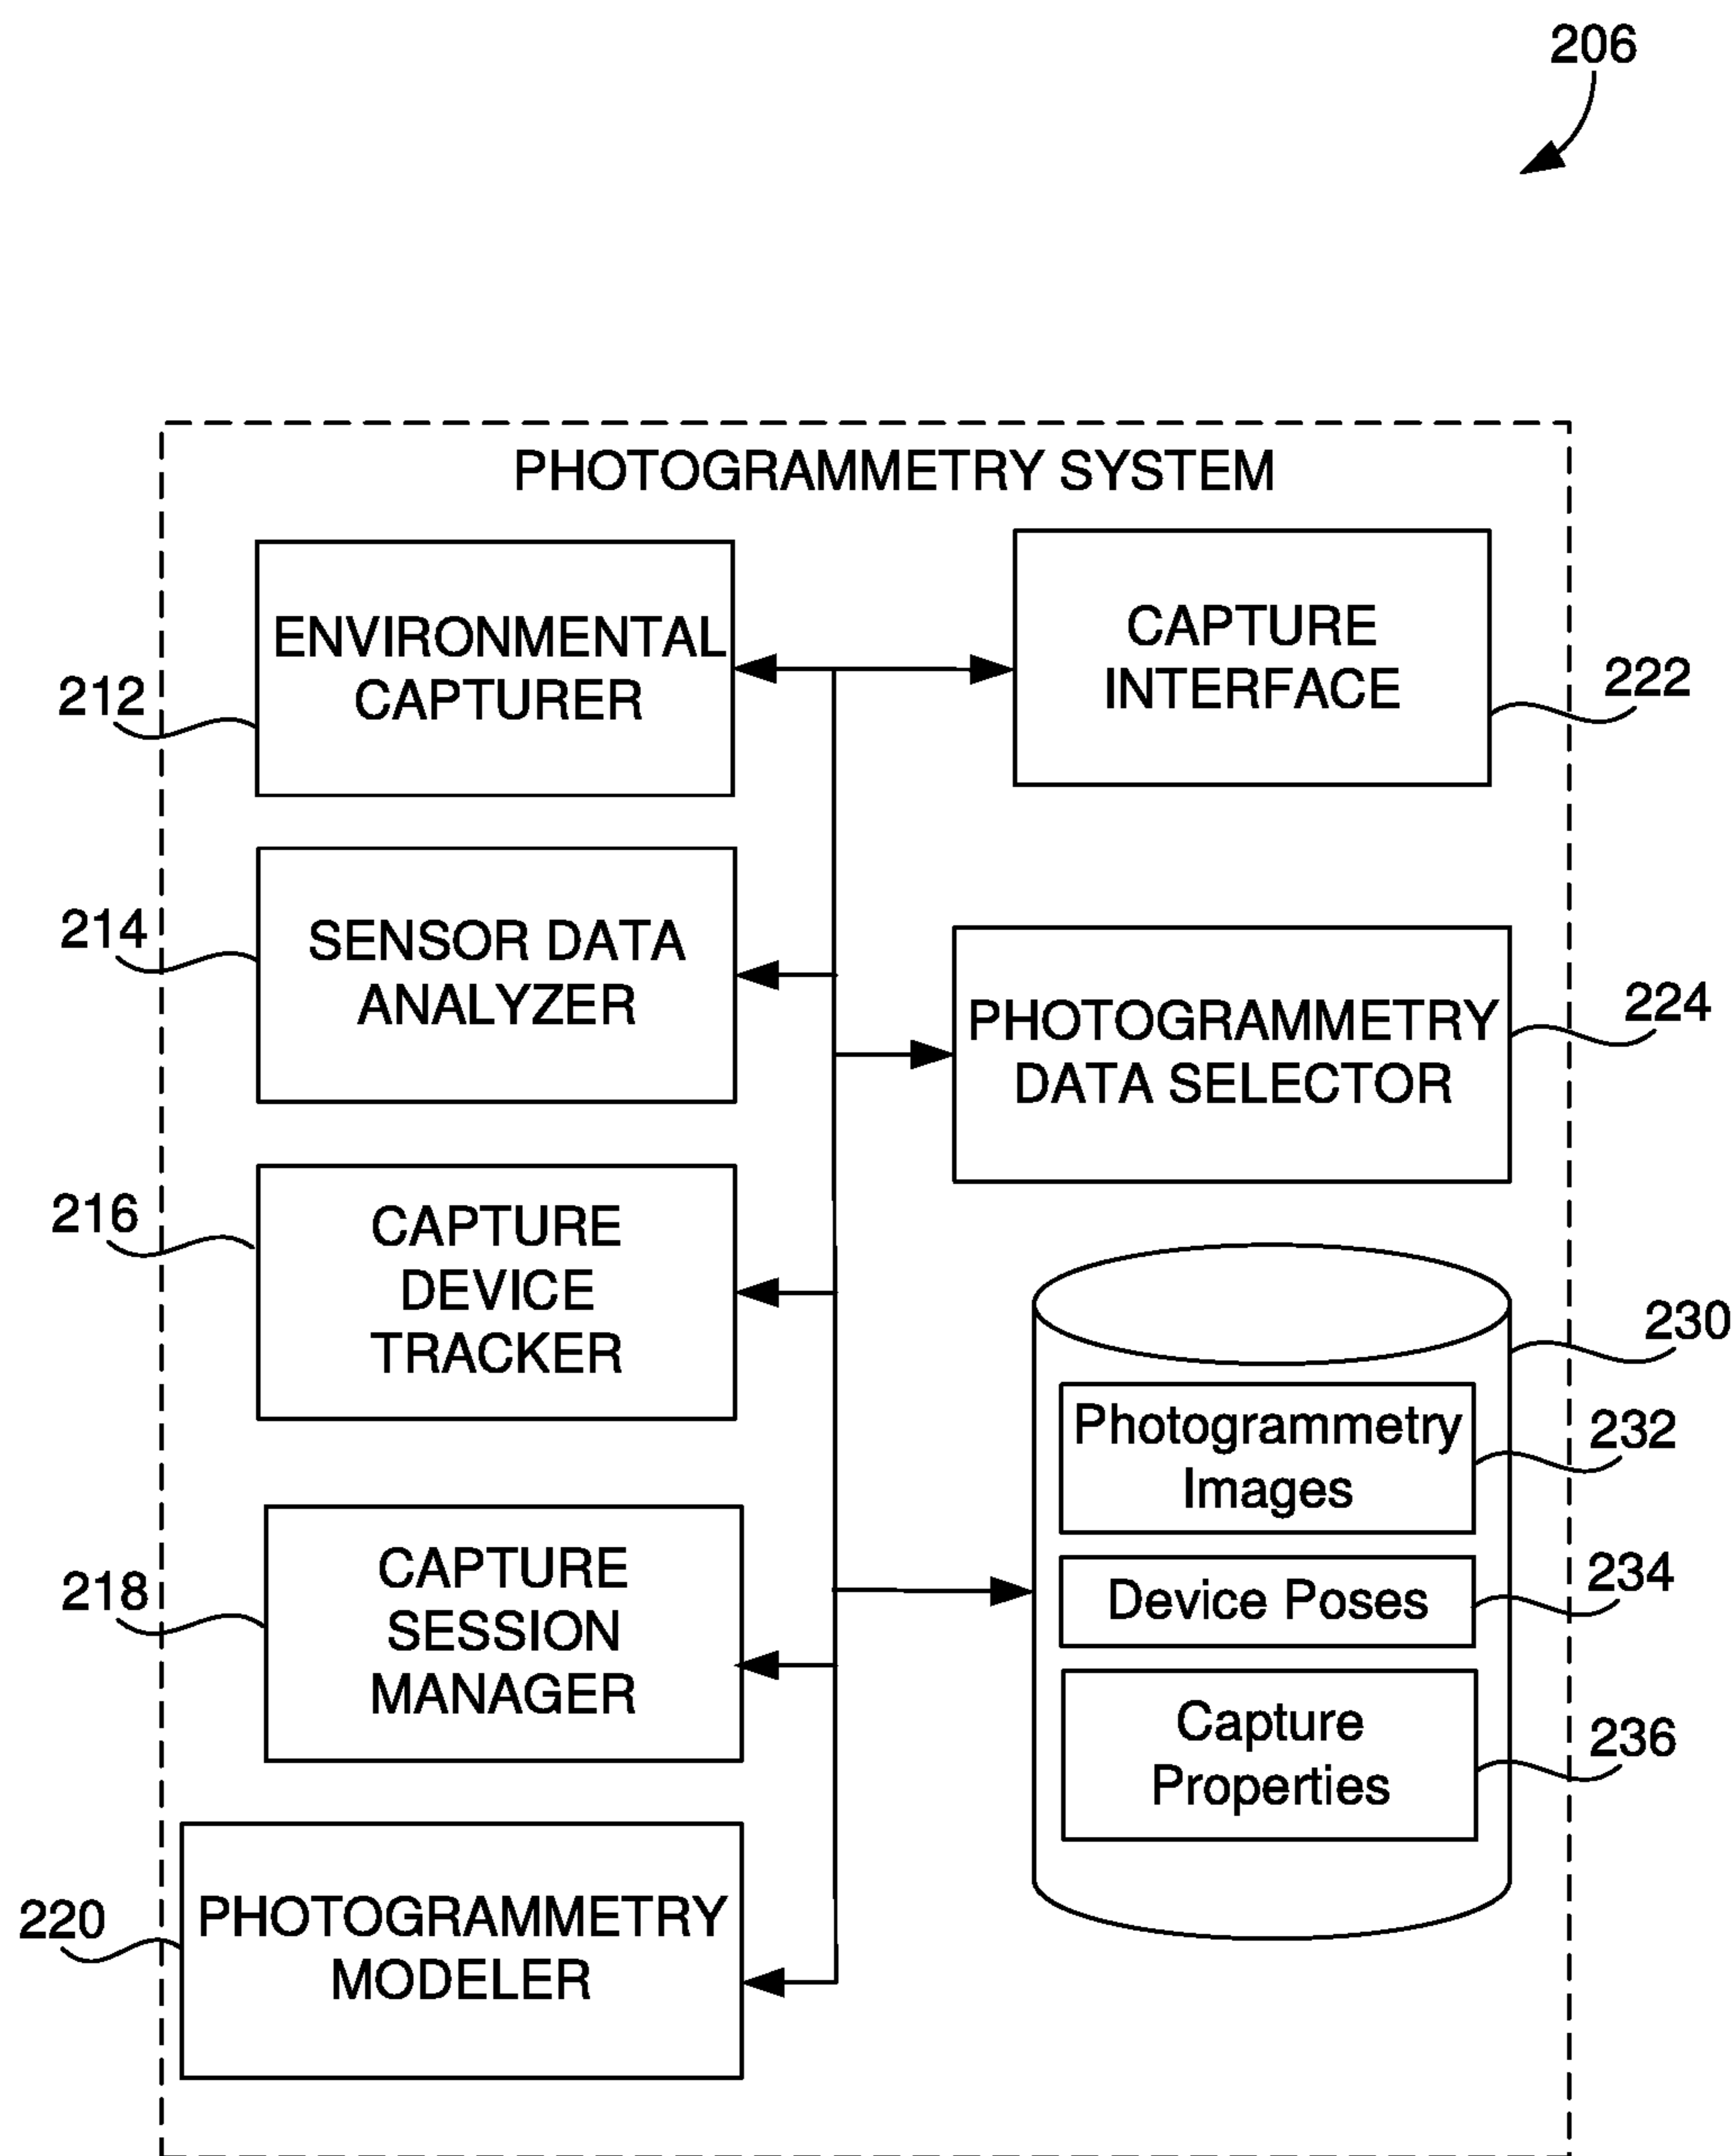 206
PHOTOGRAMMETRY SYSTEM
ENVIRONMENTAL
CAPTURER
212
CAPTURE
INTERFACE
222
SENSOR DATA
ANALYZER
214
PHOTOGRAMMETRY
DATA SELECTOR
224
CAPTURE
DEVICE
TRACKER
216
230
Photogrammetry
Images
232
Device Poses
234
Capture
Properties
236
CAPTURE
SESSION
MANAGER
218
PHOTOGRAMMETRY
MODELER
220